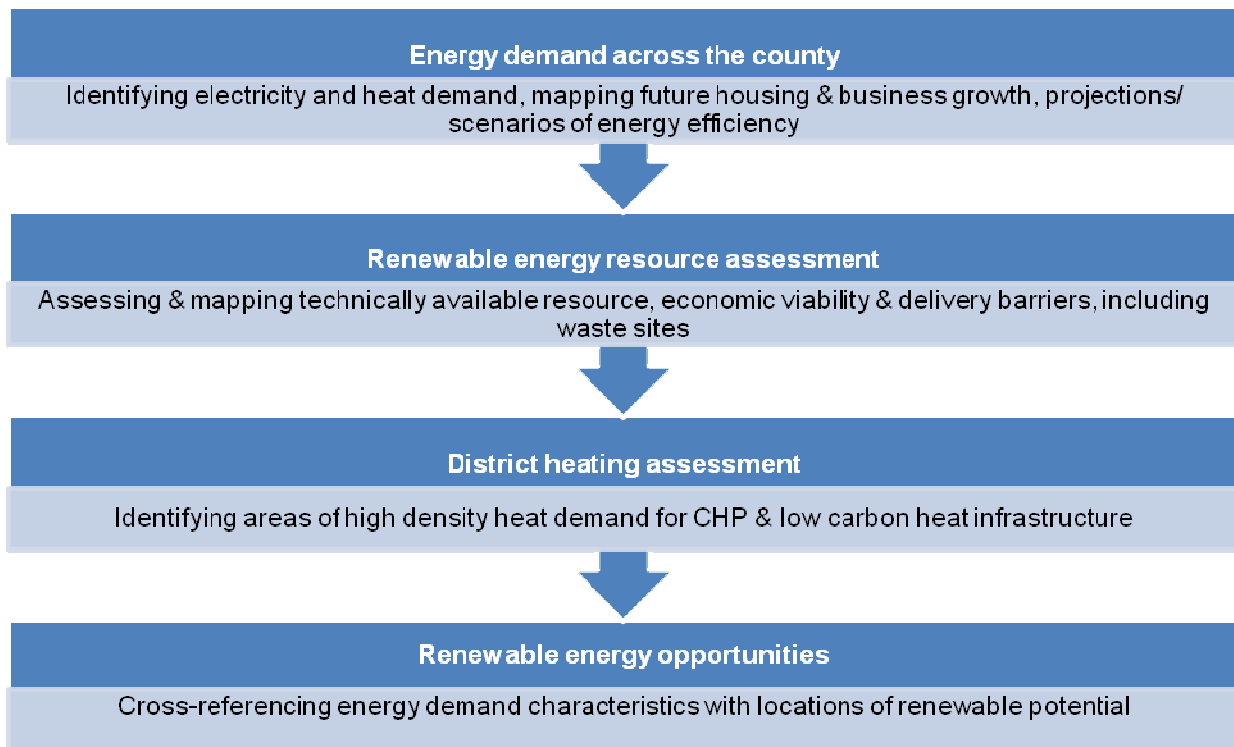 Energy demand across the county
Identifying electricity and heat demand, mapping future housing & business growth, projections/
scenarios of energy efficiency
Renewable energy resource assessment
Assessing & mapping technically available resource, economic viability & delivery barriers, including
waste sites
District heating assessment
Identifying areas of high density heat demand for CHP & low carbon heat infrastructure
Renewable energy opportunities
Cross-referencing energy demand characteristics with locations of renewable potential